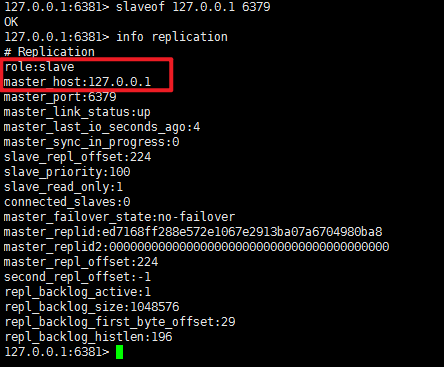 127.0.0.1:6381> slaveof 127.0.0.1 6379
OK
127.0.0.1:6381> info replication
# Replication
role:slave
master_host:127.0.0.1
master_port:6379
master_link_status:up
master_last_io_seconds_ago:4
master_sync_in_progress:0
slave_repl_offset:224
slave_priority:100
slave_read_only:1
connected_slaves:0
master_failover_state:no-failover
master_replid:ed7168ff288e572e1067e2913ba07a6704980ba8
master_replid2:0000000000000000000000000000000000000000
master_repl_offset:224
second_repl_offset:-1
repl_backlog_active:1
repl_backlog_size:1048576
repl_backlog_first_byte_offset:29
repl_backlog_histlen:196
127.0.0.1:6381>